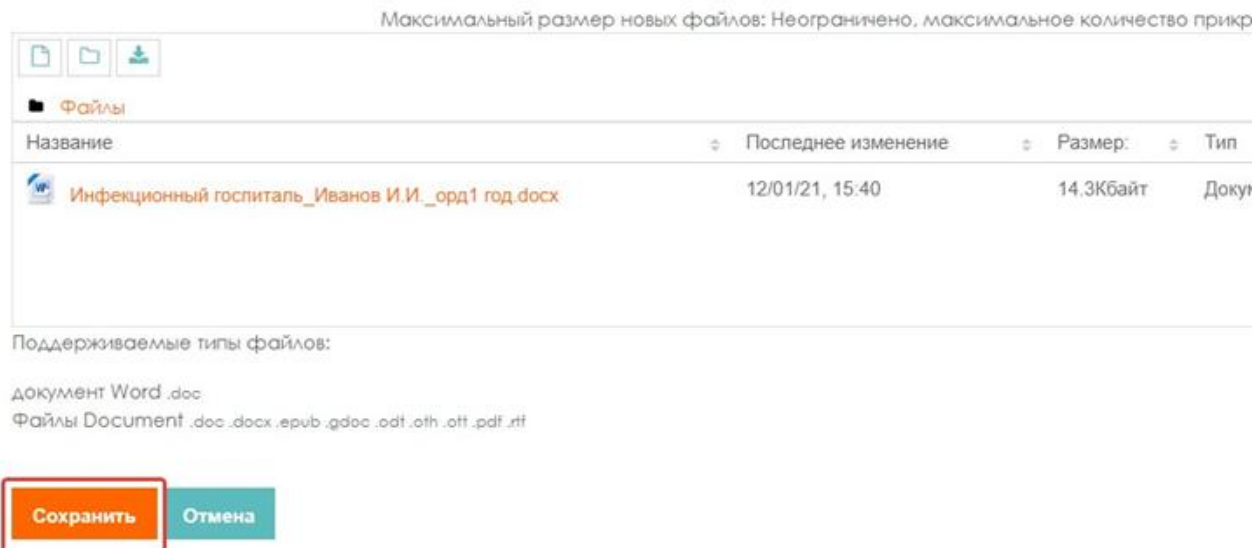 Максимальный размер новых файлов: Неограничено, максимальное количество прикр
Файлы
Название Последнее изменение Размер: Тип
Инфекционный госпиталь_Иванов И.И._орд1 год.docx 12/01/21, 15:40 14.3Кбайт Докум
Поддерживаемые типы файлов:
документ Word .doc
Файлы Document .doc .docx .epub .gdoc .odt .oth .ott .pdf .rtf
Сохранить Отмена